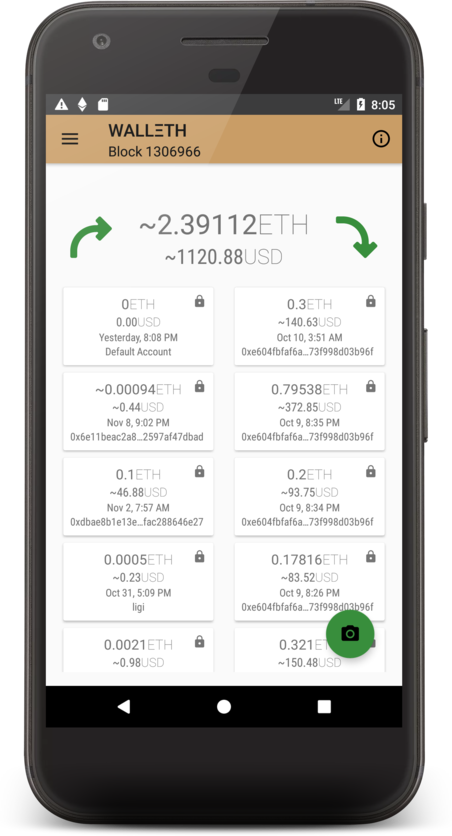 LTE 8:05
WALLΞTH
Block 1306966
~2.39112ETH
~1120.88USD
0ETH
0.00USD
Yesterday, 8:08 PM
Default Account
0.3ETH
~140.63USD
Oct 10, 3:51 AM
0xe604fbfaf6a...73f998d03b96f
~0.00094ETH
~0.44USD
Nov 8, 9:02 PM
0x6e11beac2a8...2597af47dbad
0.79538ETH
~372.85USD
Oct 9, 8:35 PM
0xe604fbfaf6a...73f998d03b96f
0.1ETH
~46.88USD
Nov 2, 7:57 AM
0xdbae8b1e13e...fac288646e27
0.2ETH
~93.75USD
Oct 9, 8:34 PM
0xe604fbfaf6a...73f998d03b96f
0.0005ETH
~0.23USD
Oct 31, 5:09 PM
ligi
0.17816ETH
~83.52USD
Oct 9, 8:26 PM
0xe604fbfaf6a...73f998d03b96f
0.0021ETH
~0.98USD
0.321ET
~150.48USD